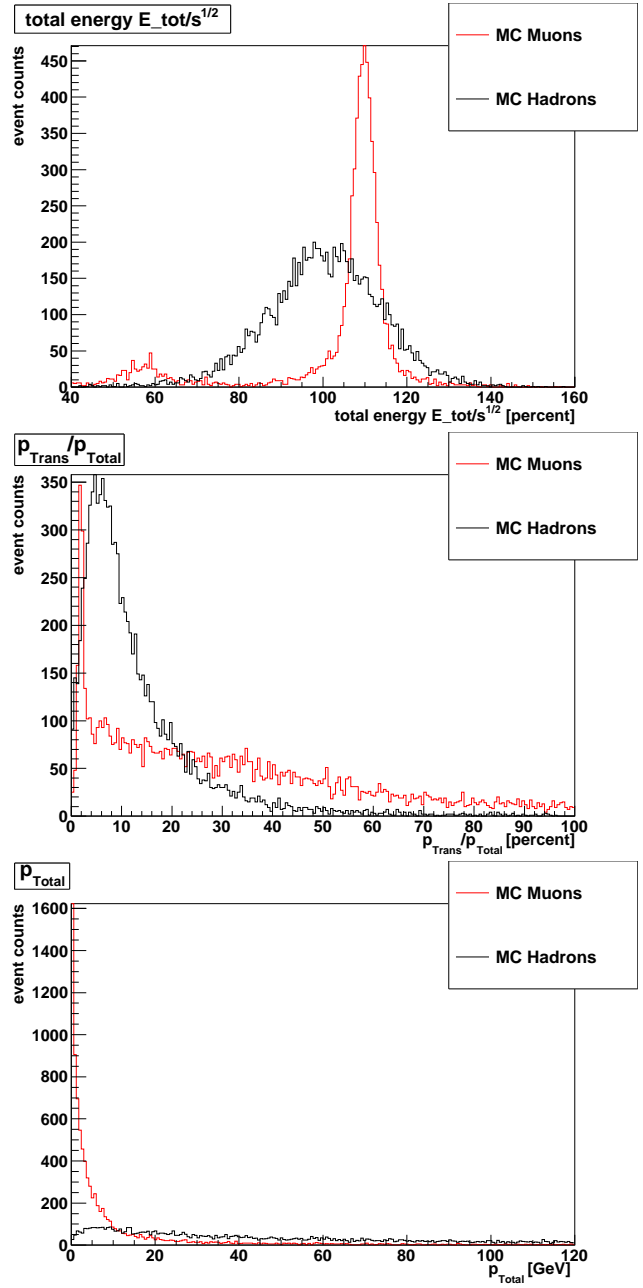 total energy E_tot/s^1/2
MC Muons
MC Hadrons
event counts
450
400
350
300
250
200
150
100
50
0
40 60 80 100 120 140 160
total energy E_tot/s^1/2 [percent]
p_Trans/p_Total
MC Muons
MC Hadrons
event counts
350
300
250
200
150
100
50
0
0 10 20 30 40 50 60 70 80 90 100
p_Trans/p_Total [percent]
p_Total
MC Muons
MC Hadrons
event counts
1600
1400
1200
1000
800
600
400
200
0
0 20 40 60 80 100 120
p_Total [GeV]